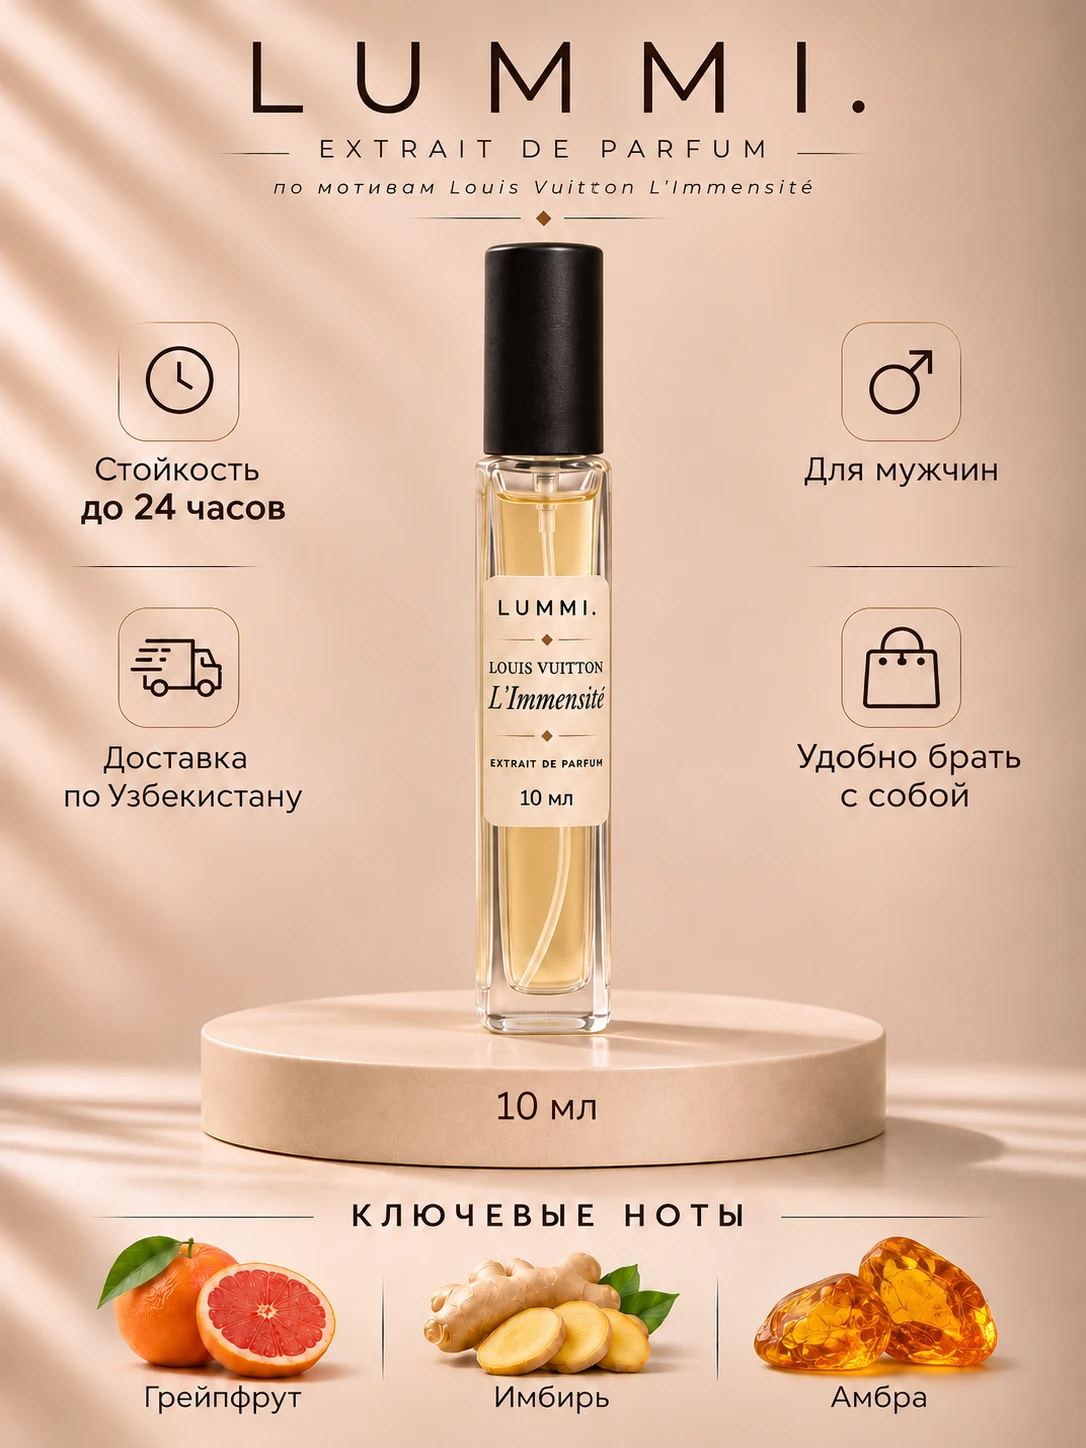 LUMMI.
EXTRAIT DE PARFUM
по мотивам Louis Vuitton L'Immensité
Стойкость
до 24 часов
Для мужчин
Доставка
по Узбекистану
Удобно брать
с собой
LUMMI.
LOUIS VUITTON
L'Immensité
EXTRAIT DE PARFUM
10 мл
10 мл
КЛЮЧЕВЫЕ НОТЫ
Грейпфрут
Имбирь
Амбра